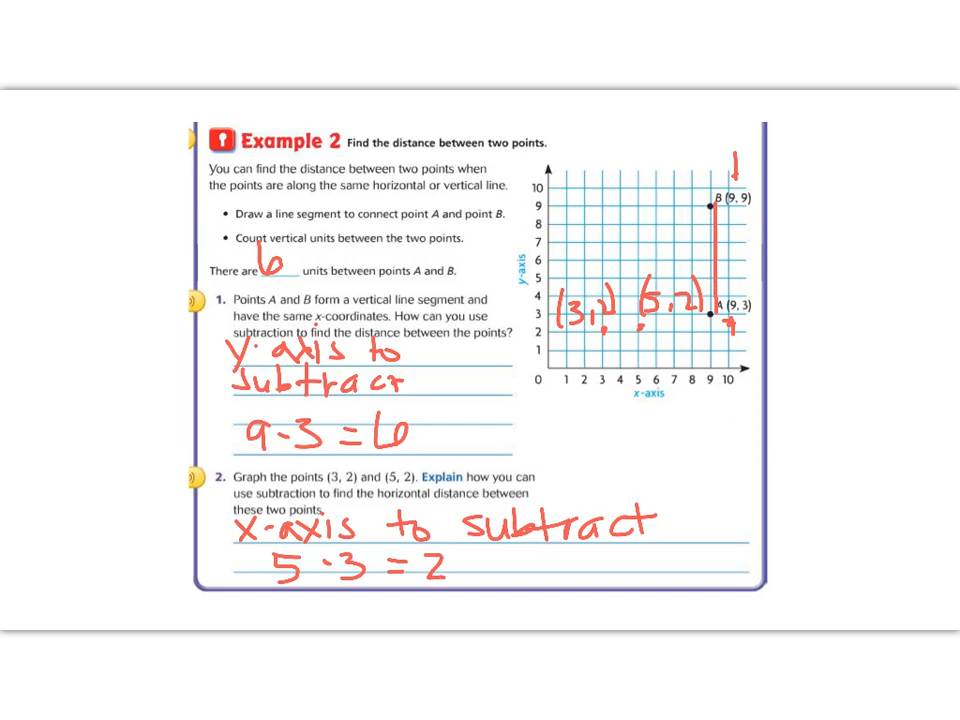 Example 2 Find the distance between two points.
You can find the distance between two points when
the points are along the same horizontal or vertical line.
• Draw a line segment to connect point A and point B.
• Count vertical units between the two points.
There are 6 units between points A and B.
1. Points A and B form a vertical line segment and
have the same x-coordinates. How can you use
subtraction to find the distance between the points?
y-axis to
subtract
9-3=6
2. Graph the points (3, 2) and (5, 2). Explain how you can
use subtraction to find the horizontal distance between
these two points.
x-axis to subtract
5-3=2
y-axis
10
9
8
7
6
5
4
3
2
1
0 1 2 3 4 5 6 7 8 9 10
x-axis
B (9, 9)
A (9, 3)
(3,2) (5,2)